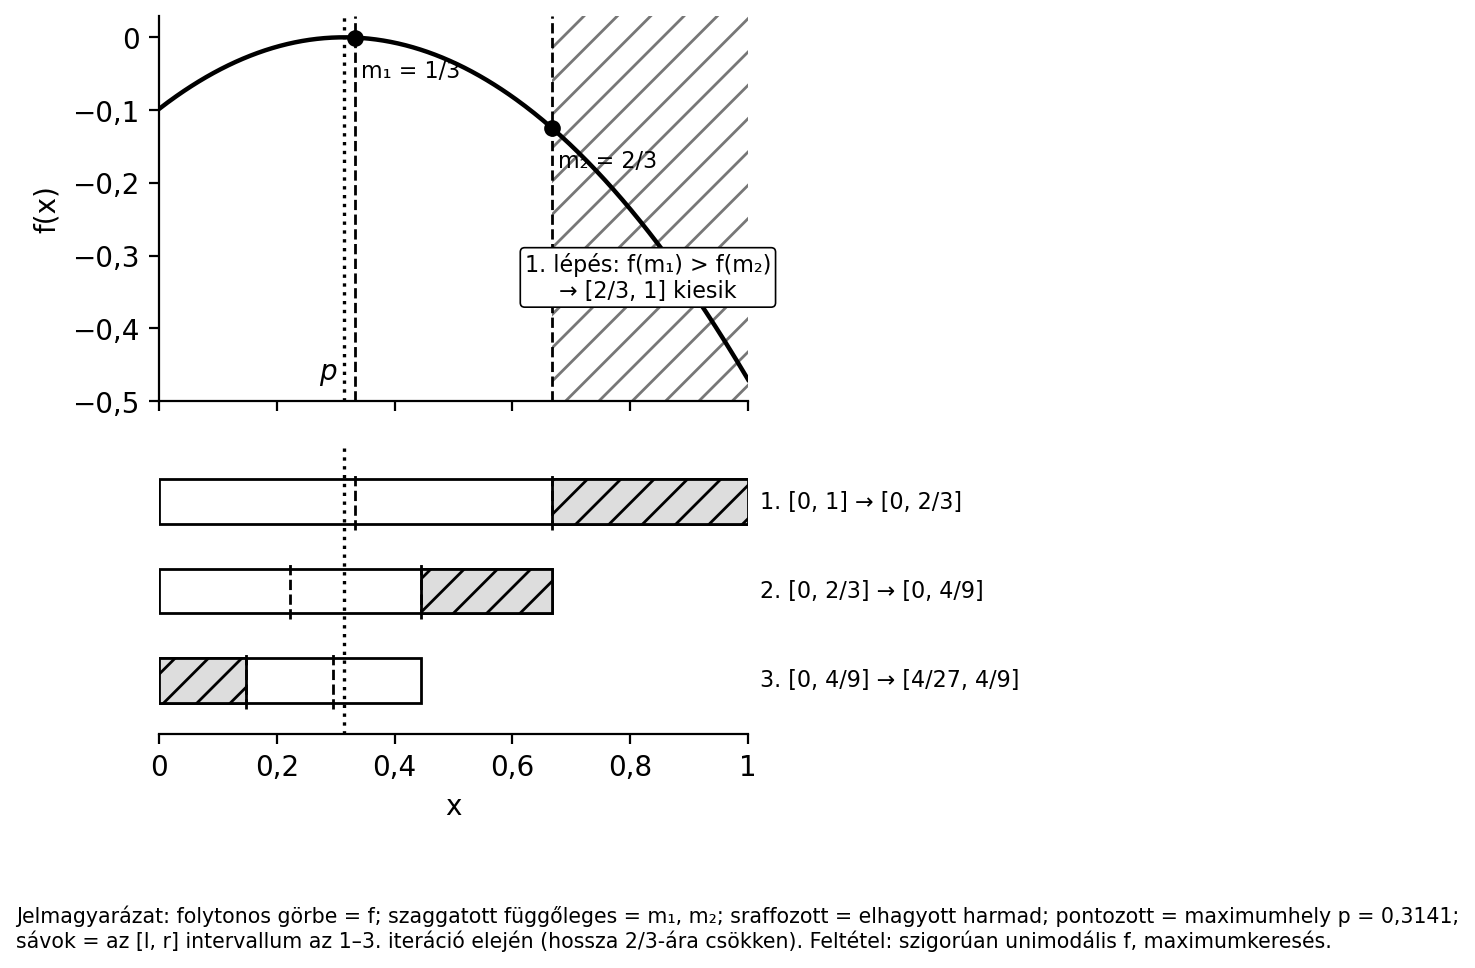 0
−0,1
−0,2
−0,3
−0,4
−0,5
f(x)
m₁ = 1/3
m₂ = 2/3
1. lépés: f(m₁) > f(m₂)
→ [2/3, 1] kiesik
p
1. [0, 1] → [0, 2/3]
2. [0, 2/3] → [0, 4/9]
3. [0, 4/9] → [4/27, 4/9]
0 0,2 0,4 0,6 0,8 1
x
Jelmagyarázat: folytonos görbe = f; szaggatott függőleges = m₁, m₂; sraffozott = elhagyott harmad; pontozott = maximumhely p = 0,3141;
sávok = az [l, r] intervallum az 1–3. iteráció elején (hossza 2/3-ára csökken). Feltétel: szigorúan unimodális f, maximumkeresés.